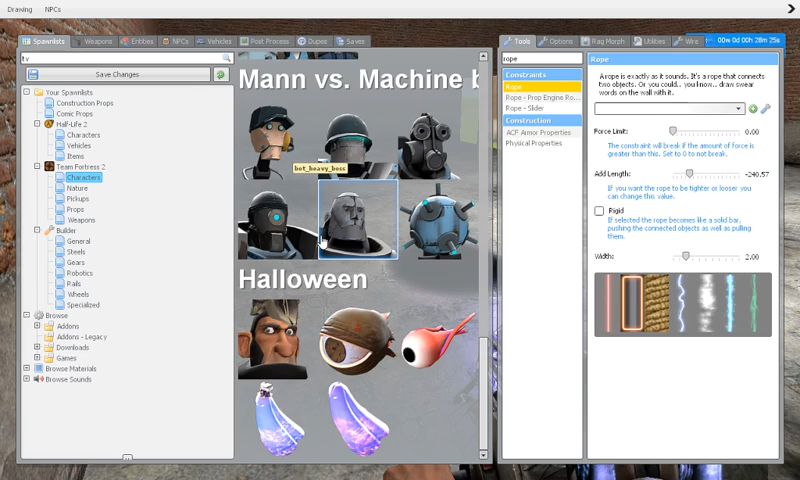 Drawing NPCs
Spawnlists Weapons Entities NPCs Vehicles Post Process Dupes Saves
tv
Save Changes
Your Spawnlists
Construction Props
Comic Props
Half-Life 2
Characters
Vehicles
Items
Team Fortress 2
Characters
Nature
Pickups
Props
Weapons
Builder
General
Steels
Gears
Robotics
Rails
Wheels
Specialized
Browse
Addons
Addons - Legacy
Downloads
Games
Browse Materials
Browse Sounds
Mann vs. Machine b
bot_heavy_boss
Halloween
Tools Options Rag Morph Utilities Wire 00w 0d 00h 28m 25s
rope
Constraints
Rope
Rope - Prop Engine Ro...
Rope - Slider
Construction
ACF Armor Properties
Physical Properties
Rope
A rope is exactly as it sounds. It's a rope that connects
two objects. Or you could.. you know.. draw swear
words on the wall with it.
Force Limit: 0.00
The constraint will break if the amount of force is
greater than this. Set to 0 to not break.
Add Length: -240.57
If you want the rope to be tighter or looser you can
change this value.
Rigid
If selected the rope becomes like a solid bar,
pushing the connected objects as well as pulling
them.
Width: 2.00